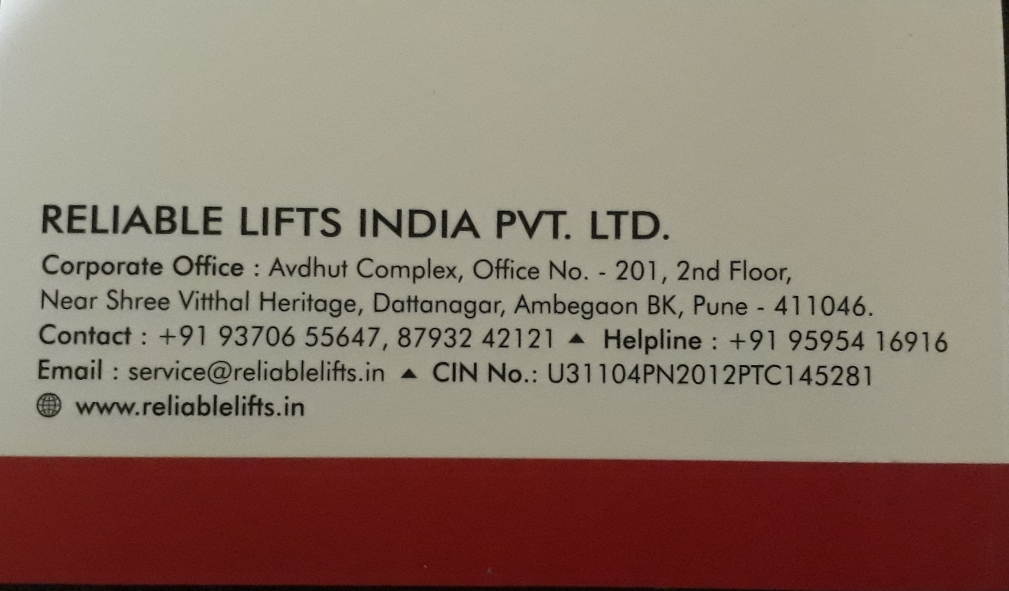 RELIABLE LIFTS INDIA PVT. LTD.
Corporate Office : Avdhut Complex, Office No. - 201, 2nd Floor,
Near Shree Vitthal Heritage, Dattanagar, Ambegaon BK, Pune - 411046.
Contact : +91 93706 55647, 87932 42121 ▲ Helpline : +91 95954 16916
Email : service@reliablelifts.in ▲ CIN No.: U31104PN2012PTC145281
www.reliablelifts.in